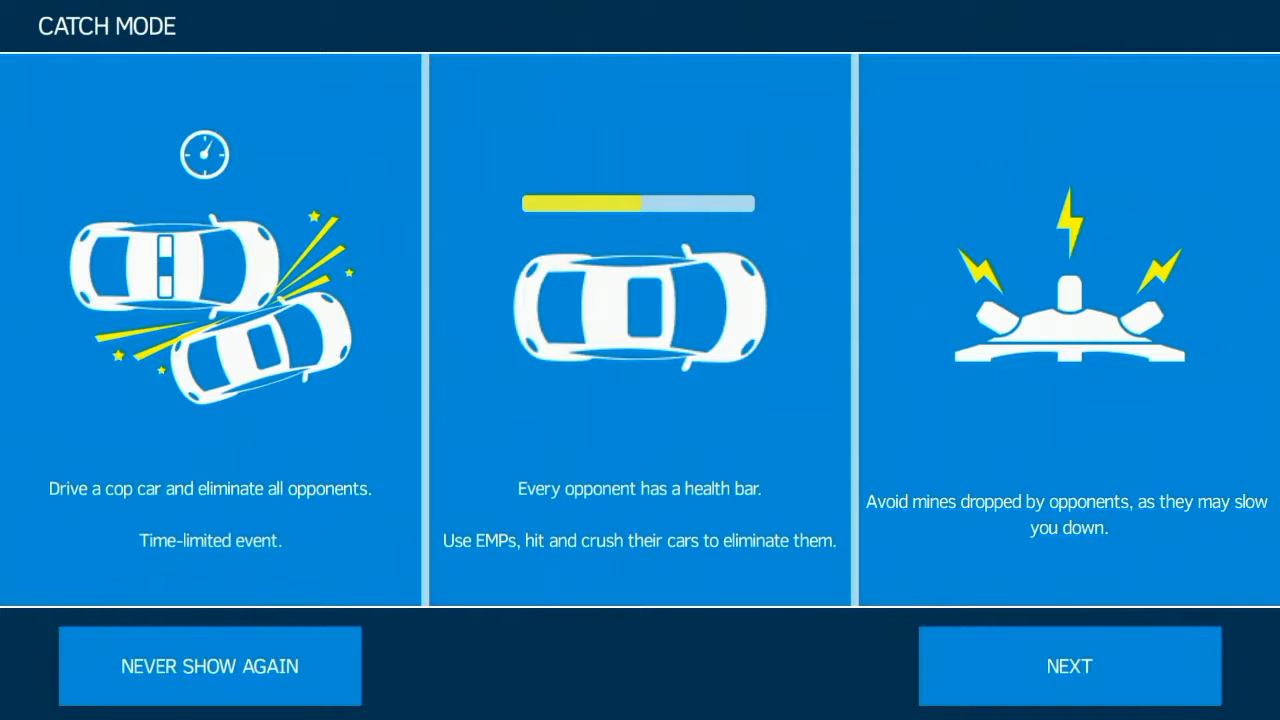 CATCH MODE
Drive a cop car and eliminate all opponents.
Time-limited event.
Every opponent has a health bar.
Use EMPs, hit and crush their cars to eliminate them.
Avoid mines dropped by opponents, as they may slow
you down.
NEVER SHOW AGAIN
NEXT